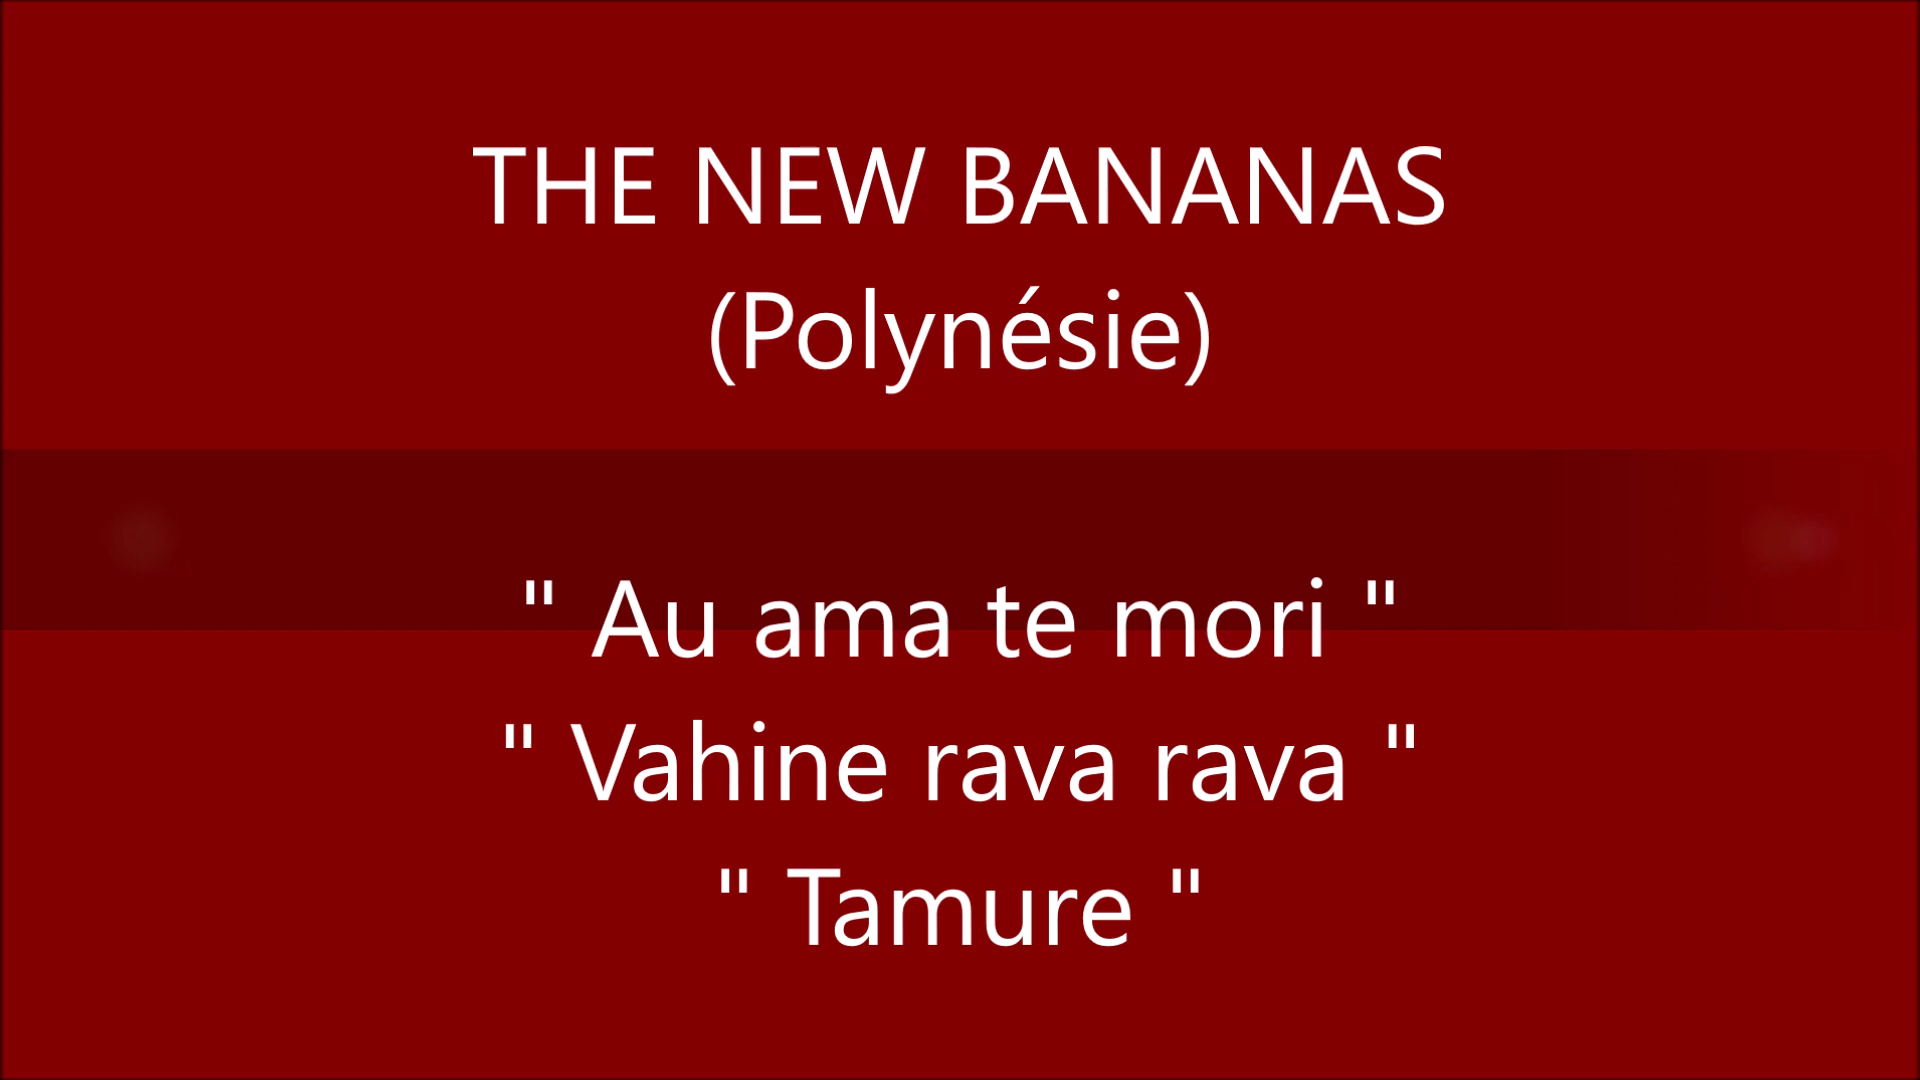 THE NEW BANANAS
(Polynésie)
" Au ama te mori "
" Vahine rava rava "
" Tamure "